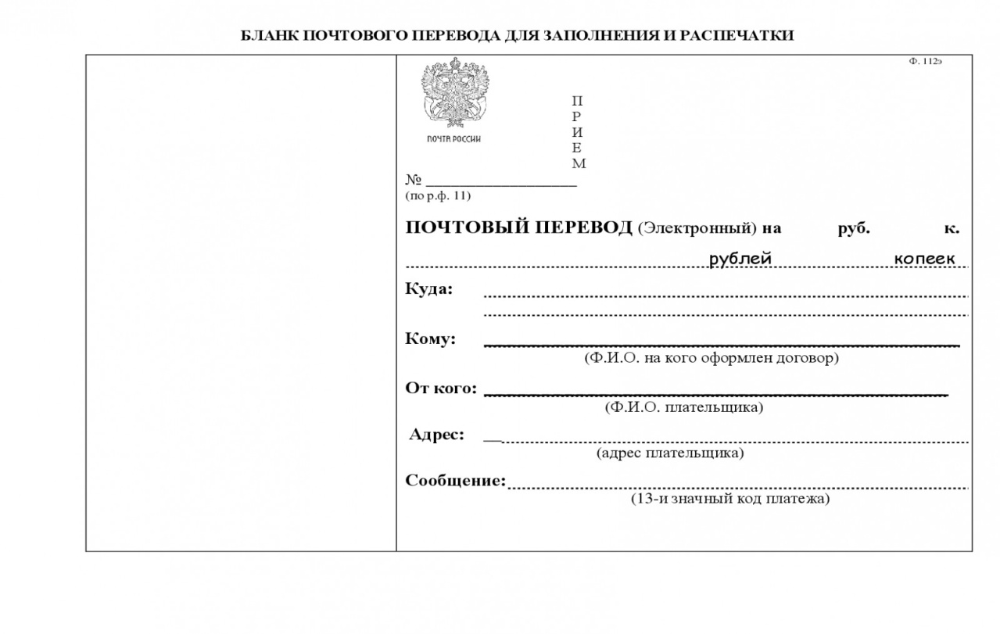 БЛАНК ПОЧТОВОГО ПЕРЕВОДА ДЛЯ ЗАПОЛНЕНИЯ И РАСПЕЧАТКИ
Ф. 112э
ПОЧТА РОССИИ
П
Р
И
Е
М
№ __________________
(по р.ф. 11)
ПОЧТОВЫЙ ПЕРЕВОД (Электронный) на руб. к.
рублей копеек
Куда:
Кому:
(Ф.И.О. на кого оформлен договор)
От кого:
(Ф.И.О. плательщика)
Адрес:
(адрес плательщика)
Сообщение:
(13-и значный код платежа)